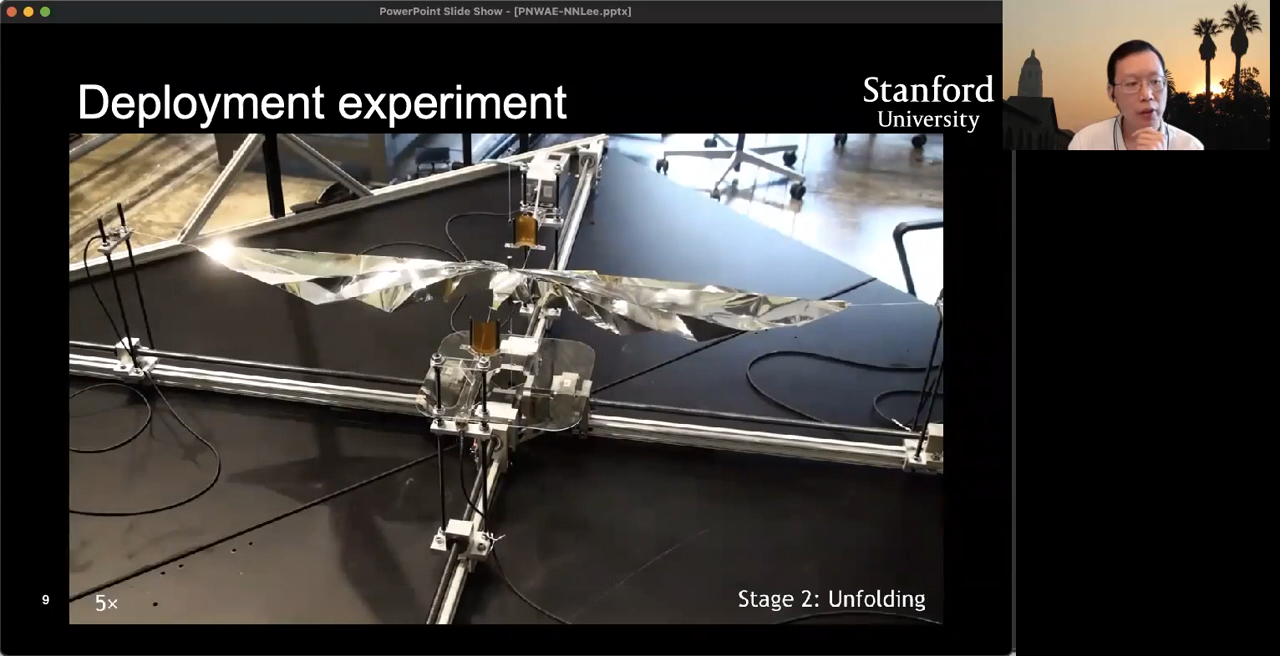 PowerPoint Slide Show - [PNWAE-NNLee.pptx]
Deployment experiment
Stanford
University
9
5×
Stage 2: Unfolding